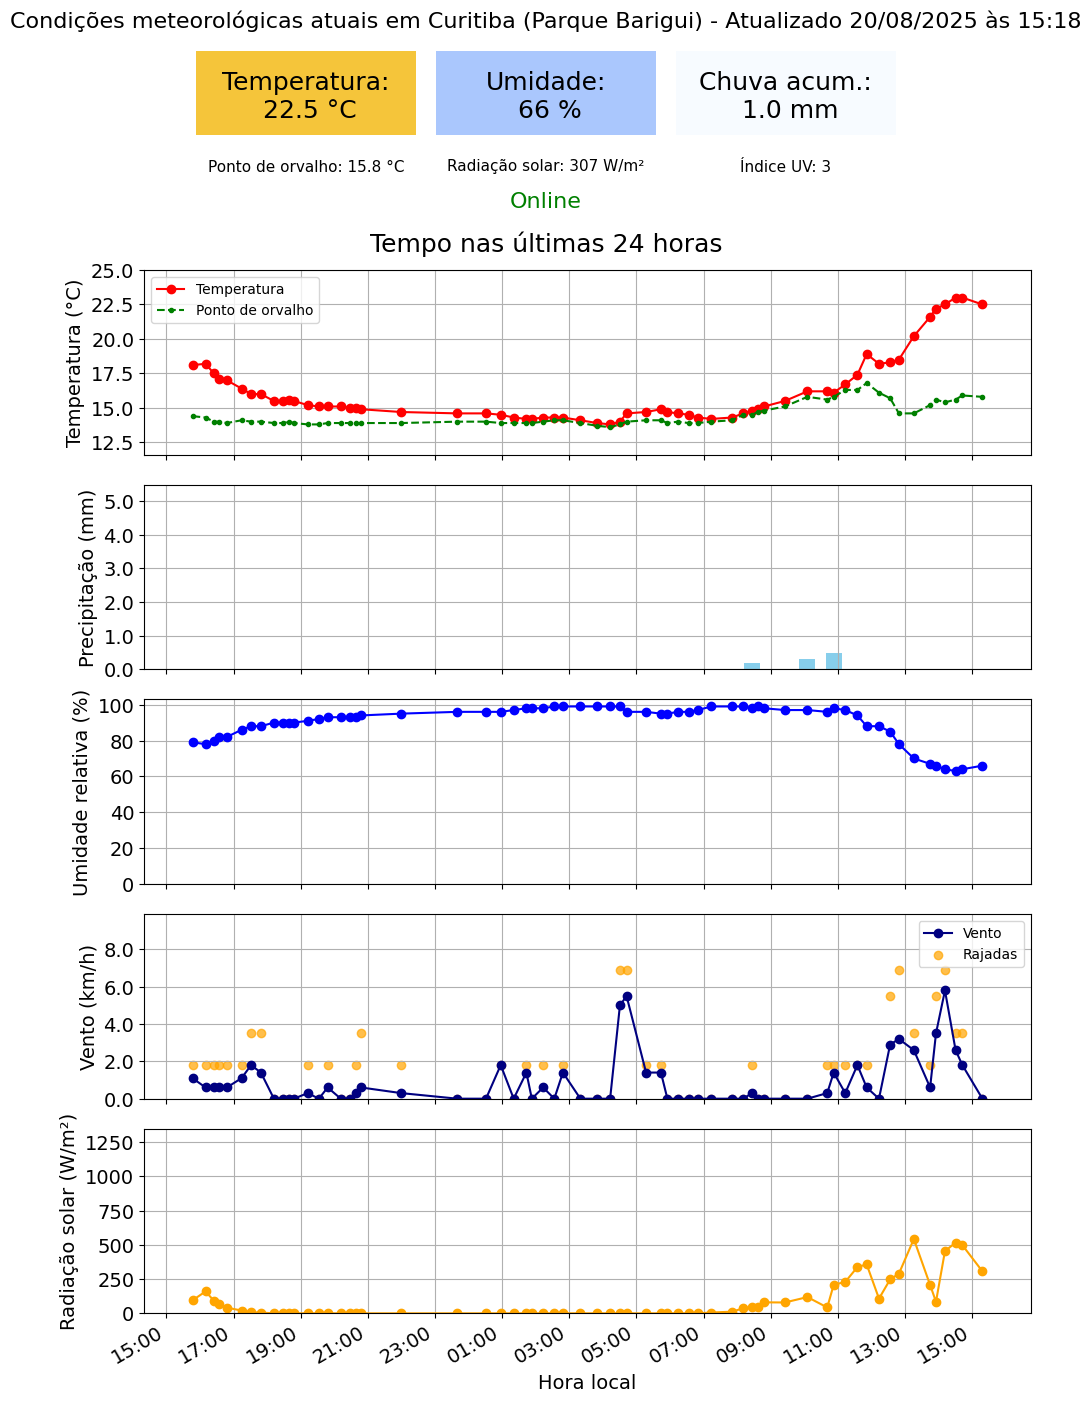 Condições meteorológicas atuais em Curitiba (Parque Barigui) - Atualizado 20/08/2025 às 15:18
Temperatura:
22.5 °C
Umidade:
66 %
Chuva acum.:
1.0 mm
Ponto de orvalho: 15.8 °C
Radiação solar: 307 W/m²
Índice UV: 3
Online
Tempo nas últimas 24 horas
Temperatura (°C)
25.0
22.5
20.0
17.5
15.0
12.5
Temperatura
Ponto de orvalho
Precipitação (mm)
5.0
4.0
3.0
2.0
1.0
0.0
Umidade relativa (%)
100
80
60
40
20
0
Vento (km/h)
8.0
6.0
4.0
2.0
0.0
Vento
Rajadas
Radiação solar (W/m²)
1250
1000
750
500
250
0
15:00
17:00
19:00
21:00
23:00
01:00
03:00
05:00
07:00
09:00
11:00
13:00
15:00
Hora local